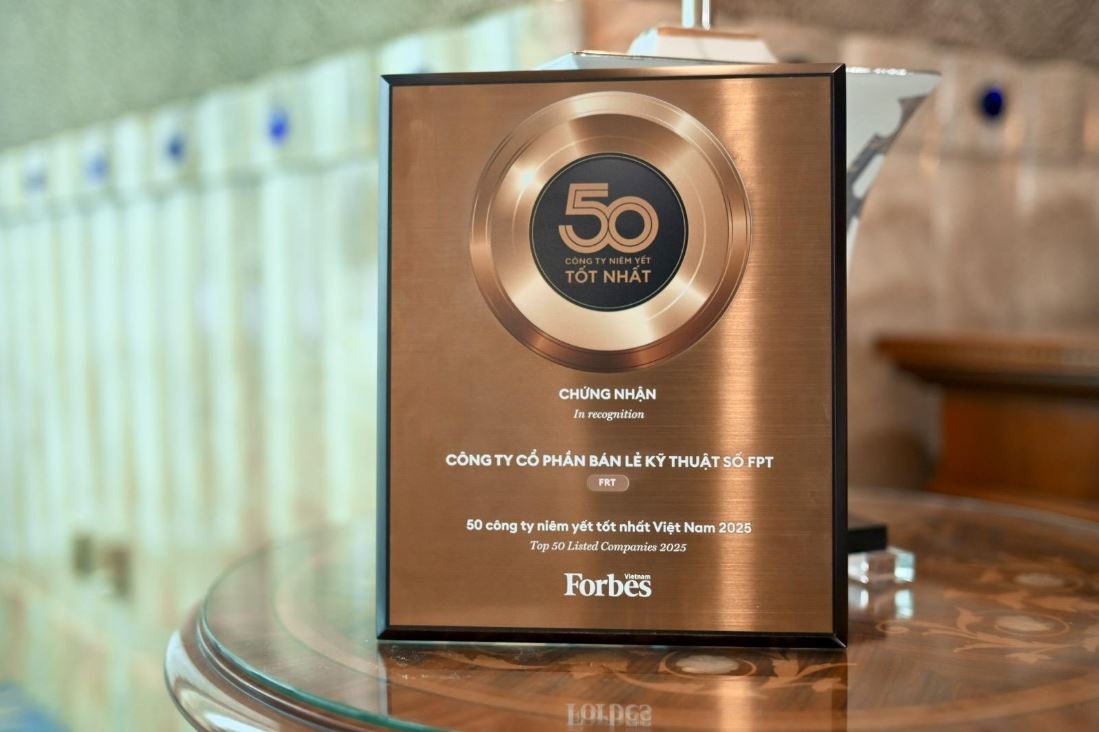 50
CÔNG TY NIÊM YẾT
TỐT NHẤT
CHỨNG NHẬN
In recognition
CÔNG TY CỔ PHẦN BÁN LẺ KỸ THUẬT SỐ FPT
FRT
50 công ty niêm yết tốt nhất Việt Nam 2025
Top 50 Listed Companies 2025
Forbes Vietnam